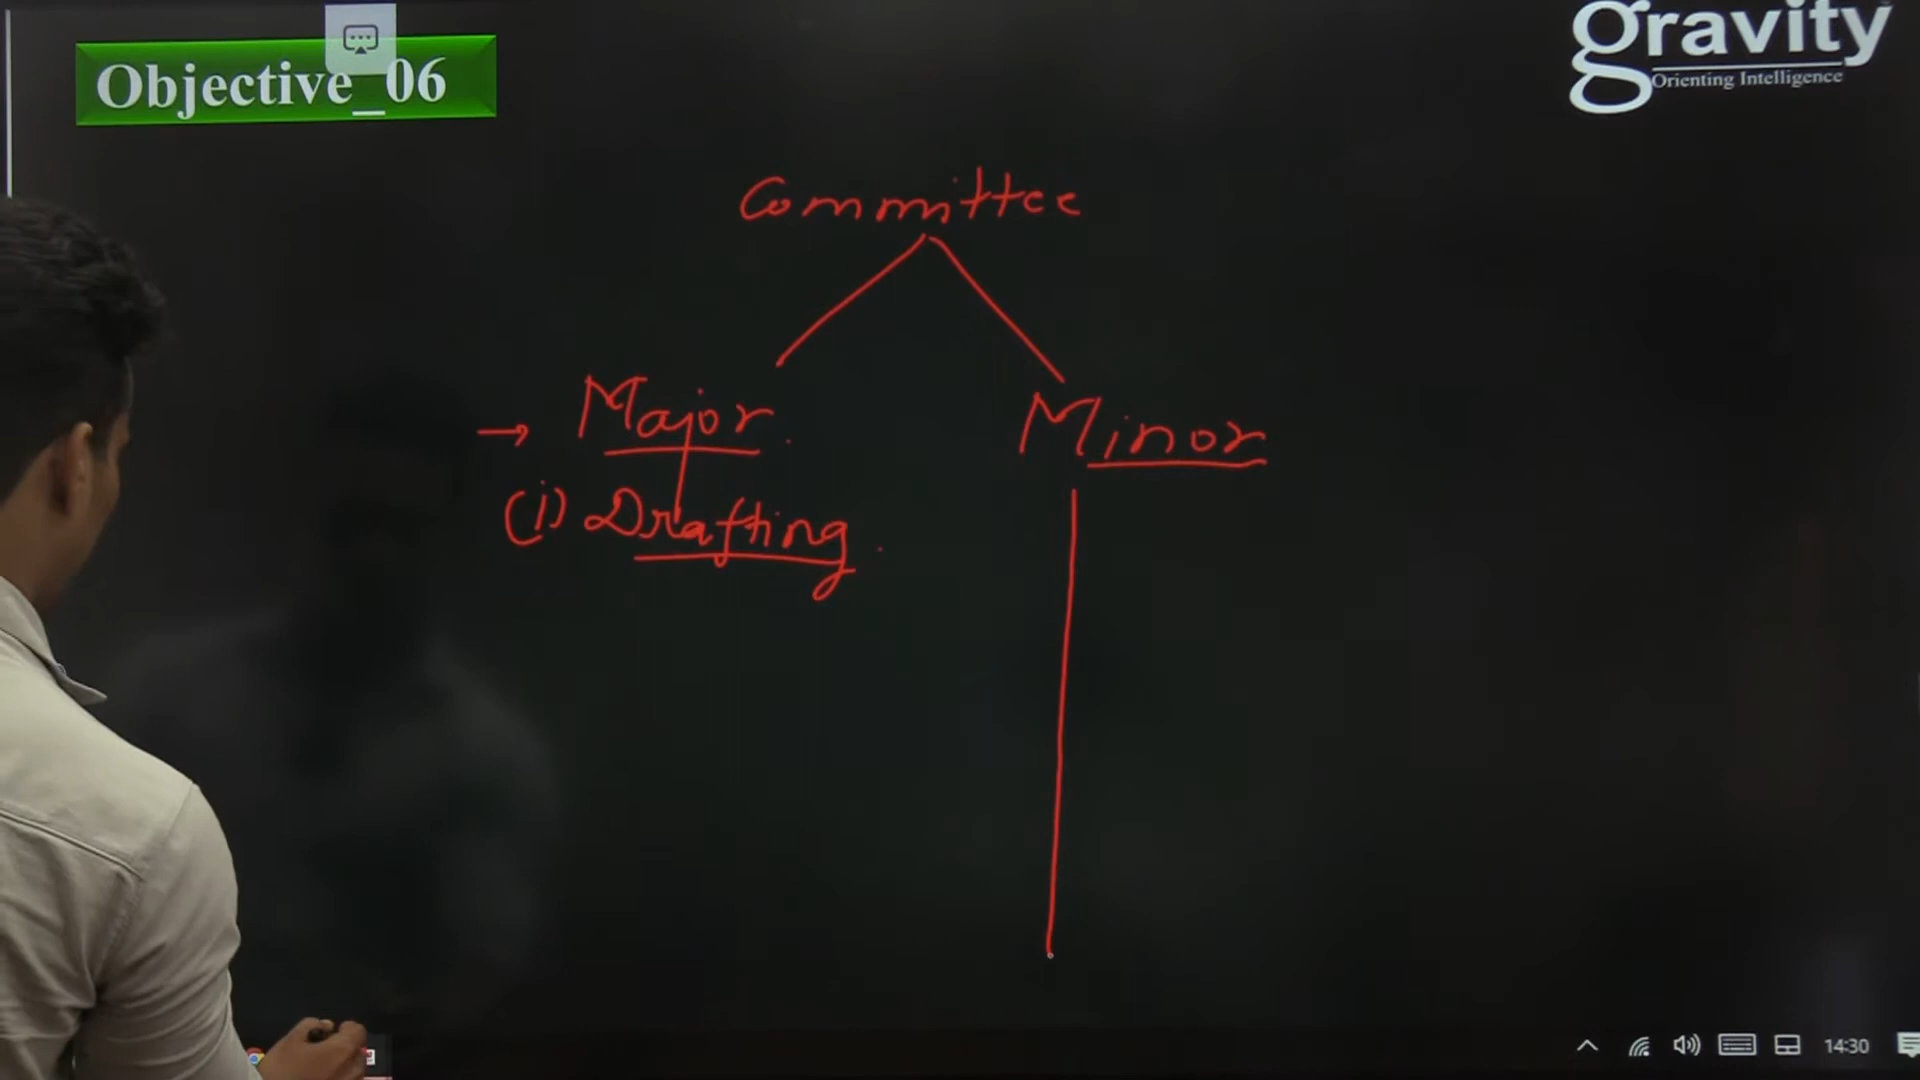 Objective_06
gravity
Orienting Intelligence
Committee
→ Major.
Minor
(i) Drafting.
14:30